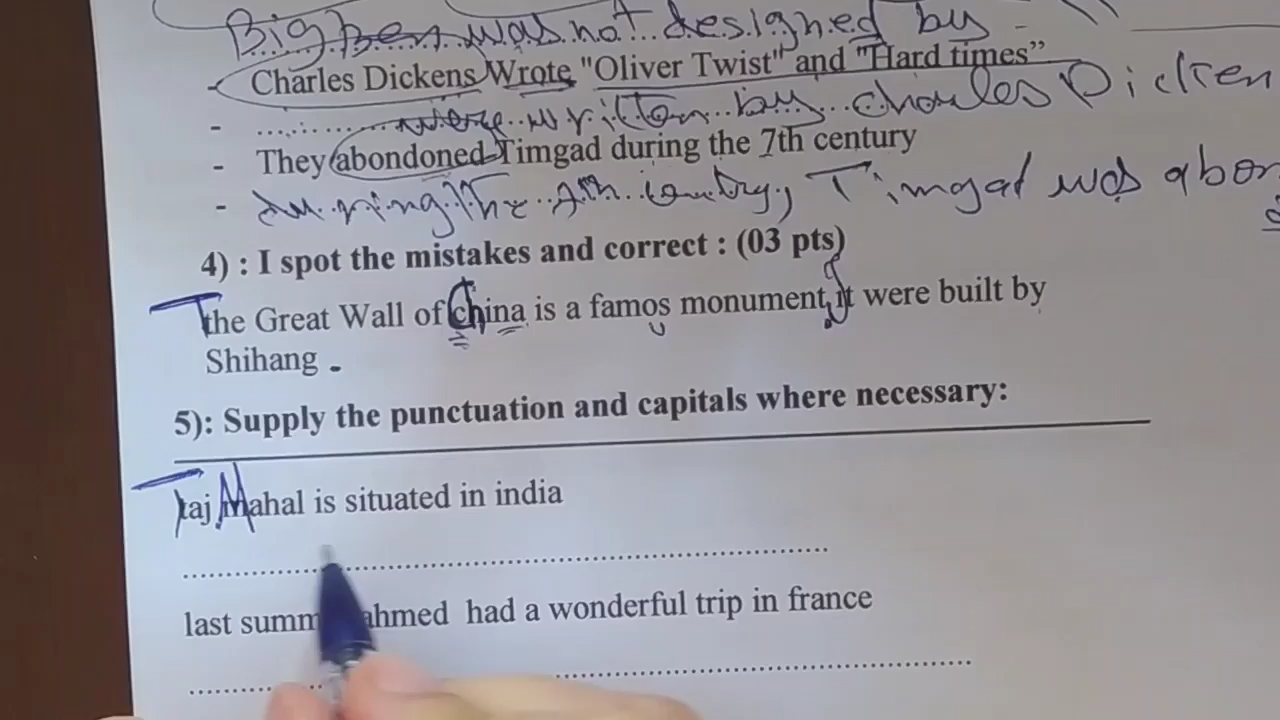 Big Ben was not designed by -
- Charles Dickens Wrote "Oliver Twist" and "Hard times”
- ........... were written by charles Dicken
- They abondoned Timgad during the 7th century
- during the 7th century, Timgad was abon
4) : I spot the mistakes and correct : (03 pts)
The Great Wall of China is a famos monument, it were built by
Shihang .
5): Supply the punctuation and capitals where necessary:
Taj Mahal is situated in india
last summ ahmed had a wonderful trip in france